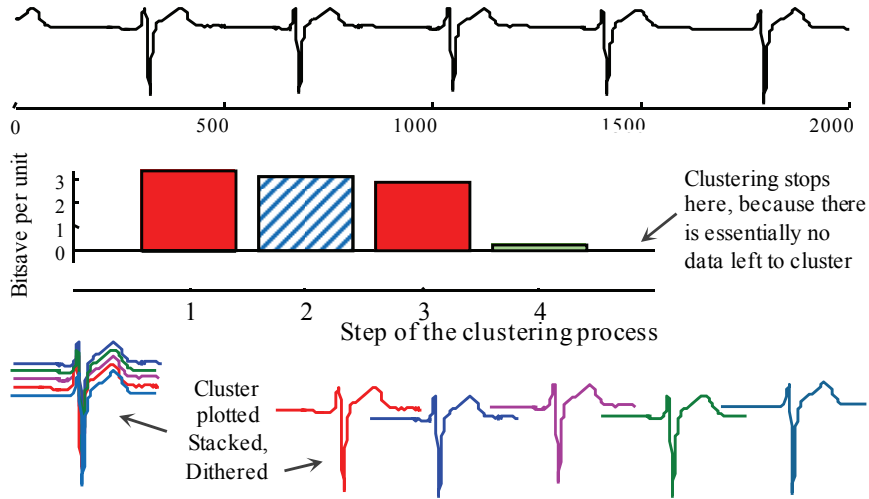 0 500 1000 1500 2000
Bitsave per unit
3
2
1
0
Clustering stops
here, because there
is essentially no
data left to cluster
1 2 3 4
Step of the clustering process
Cluster
plotted
Stacked,
Dithered